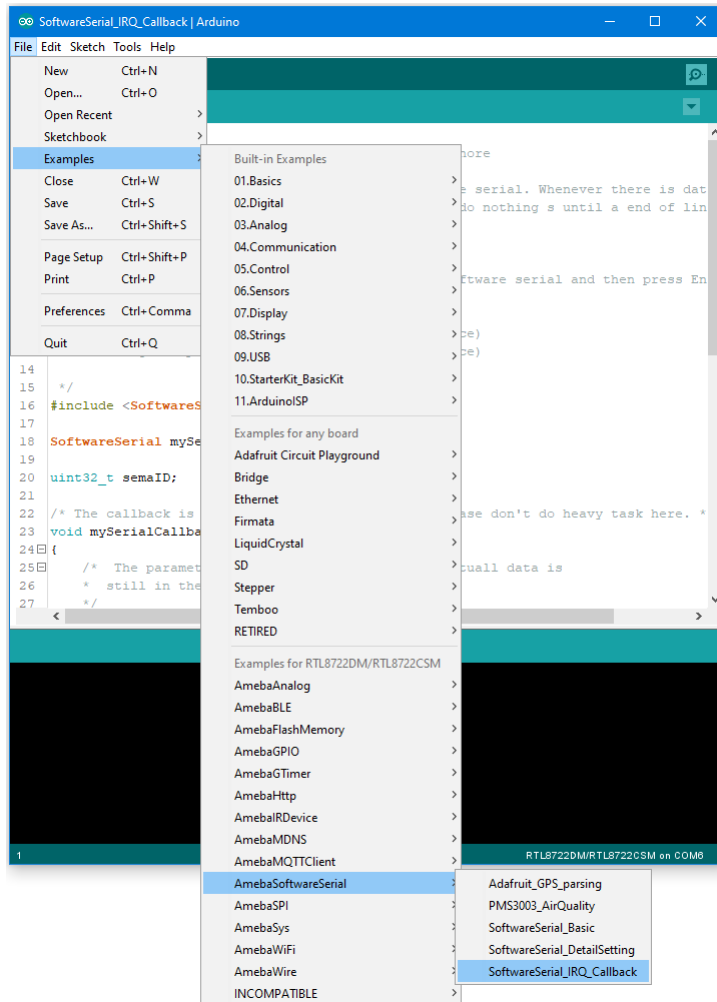 SoftwareSerial_IRQ_Callback | Arduino
File Edit Sketch Tools Help
New Ctrl+N
Open... Ctrl+O
Open Recent
Sketchbook
Examples
Close Ctrl+W
Save Ctrl+S
Save As... Ctrl+Shift+S
Page Setup Ctrl+Shift+P
Print Ctrl+P
Preferences Ctrl+Comma
Quit Ctrl+Q
Built-in Examples
01.Basics
02.Digital
03.Analog
04.Communication
05.Control
06.Sensors
07.Display
08.Strings
09.USB
10.StarterKit_BasicKit
11.ArduinoISP
Examples for any board
Adafruit Circuit Playground
Bridge
Ethernet
Firmata
LiquidCrystal
SD
Stepper
Temboo
RETIRED
Examples for RTL8722DM/RTL8722CSM
AmebaAnalog
AmebaBLE
AmebaFlashMemory
AmebaGPIO
AmebaGTimer
AmebaHttp
AmebaIRDevice
AmebaMDNS
AmebaMQTTClient
AmebaSoftwareSerial
AmebaSPI
AmebaSys
AmebaWiFi
AmebaWire
INCOMPATIBLE
Adafruit_GPS_parsing
PMS3003_AirQuality
SoftwareSerial_Basic
SoftwareSerial_DetailSetting
SoftwareSerial_IRQ_Callback
serial. Whenever there is dat
do nothing s until a end of lin
ftware serial and then press En
14
15 */
16 #include <SoftwareS
17
18 SoftwareSerial mySe
19
20 uint32_t semaID;
21
22 /* The callback is ase don't do heavy task here. *
23 void mySerialCallba
24 {
25 /* The paramet tuall data is
26 * still in the
27 */
1
RTL8722DM/RTL8722CSM on COM6